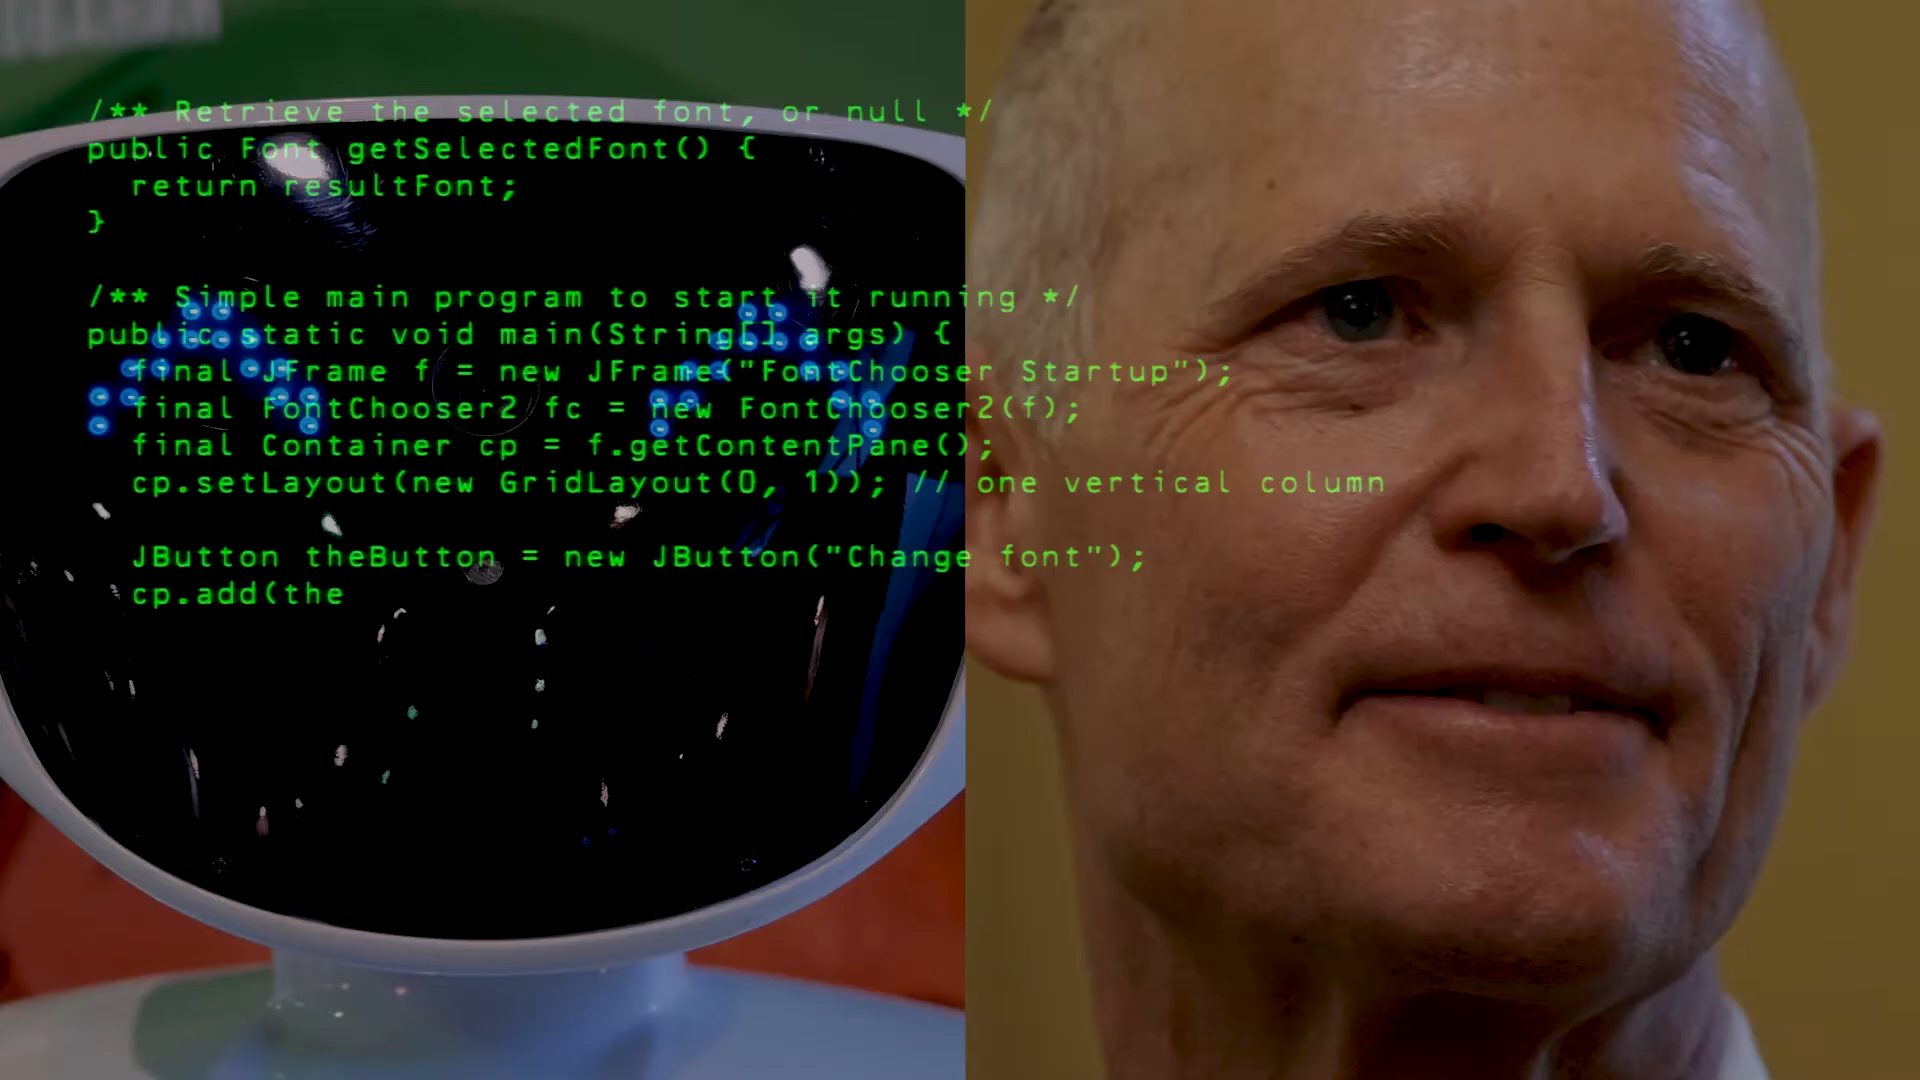 /** Retrieve the selected font, or null */
public Font getSelectedFont() {
return resultFont;
}
/** Simple main program to start it running */
public static void main(String[] args) {
final JFrame f = new JFrame("FontChooser Startup");
final FontChooser2 fc = new FontChooser2(f);
final Container cp = f.getContentPane();
cp.setLayout(new GridLayout(0, 1)); // one vertical column
JButton theButton = new JButton("Change font");
cp.add(the